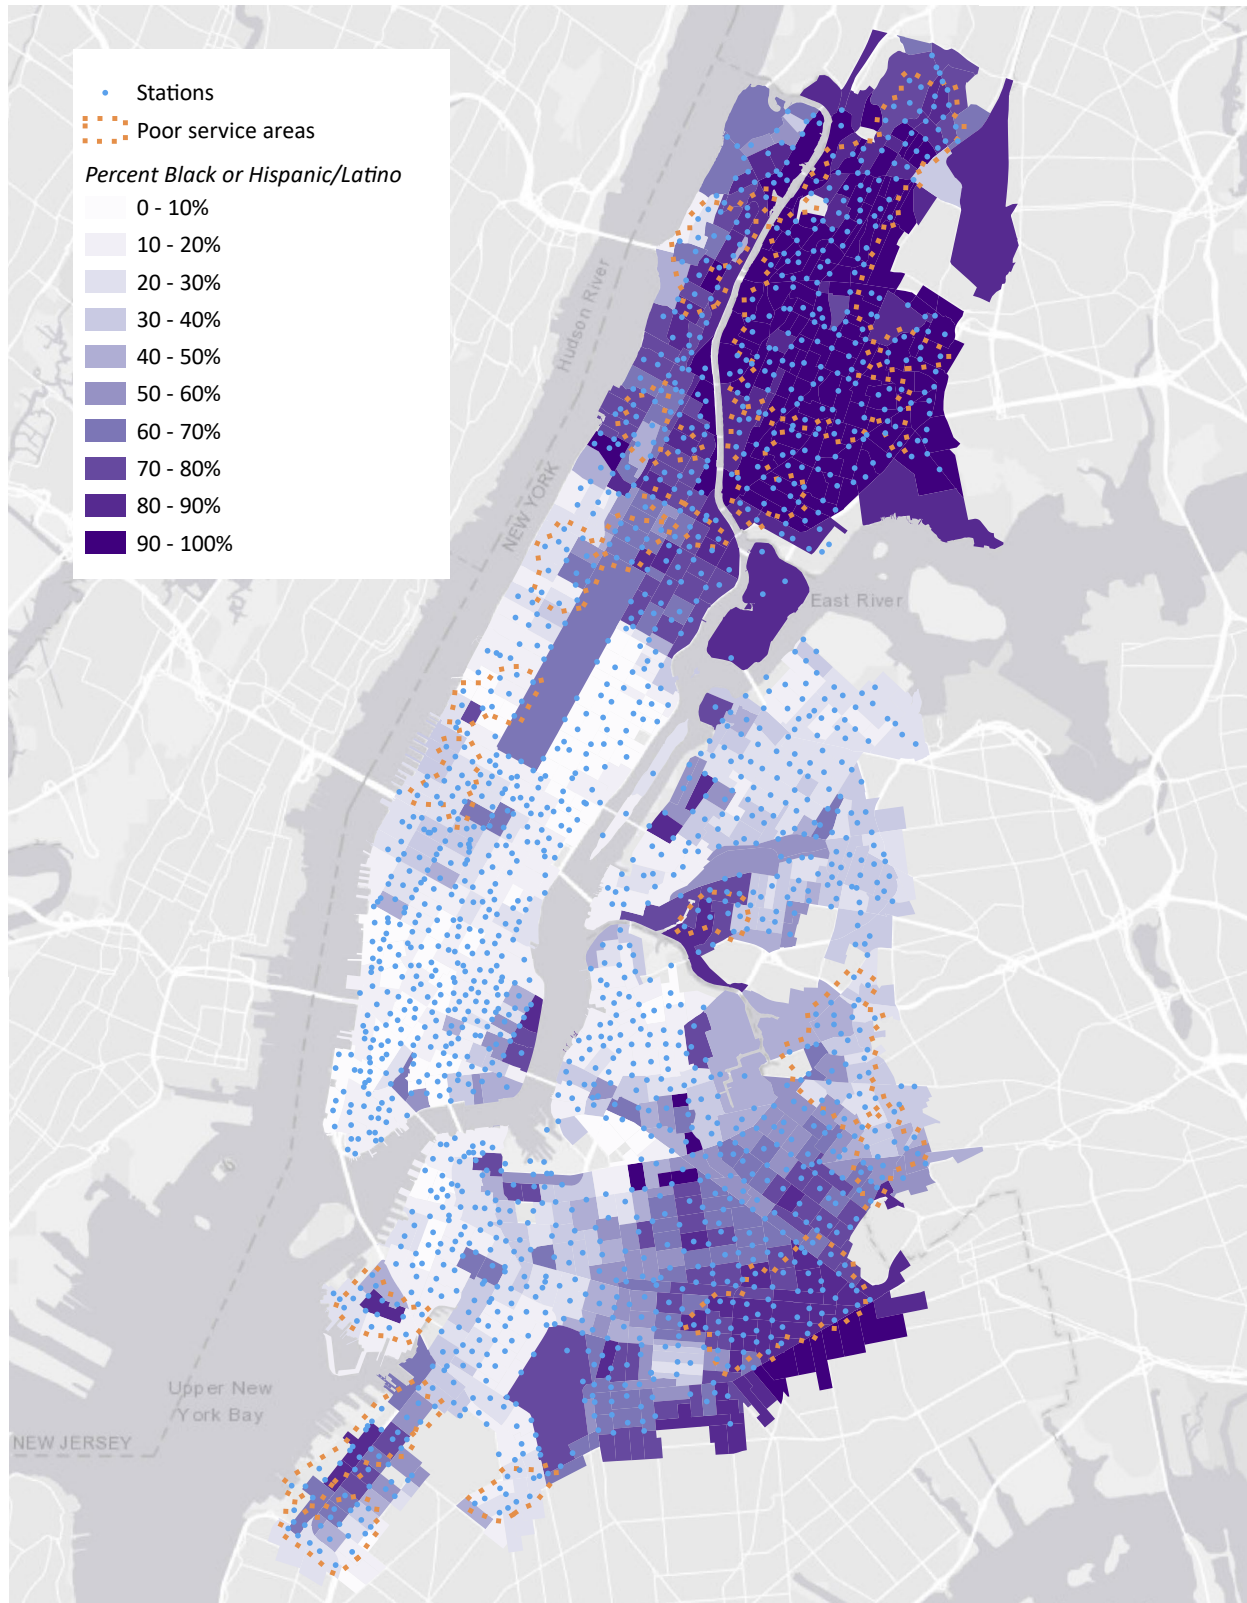 Stations
Poor service areas
Percent Black or Hispanic/Latino
0 - 10%
10 - 20%
20 - 30%
30 - 40%
40 - 50%
50 - 60%
60 - 70%
70 - 80%
80 - 90%
90 - 100%
Hudson River
NEW YORK
East River
Upper New
York Bay
NEW JERSEY